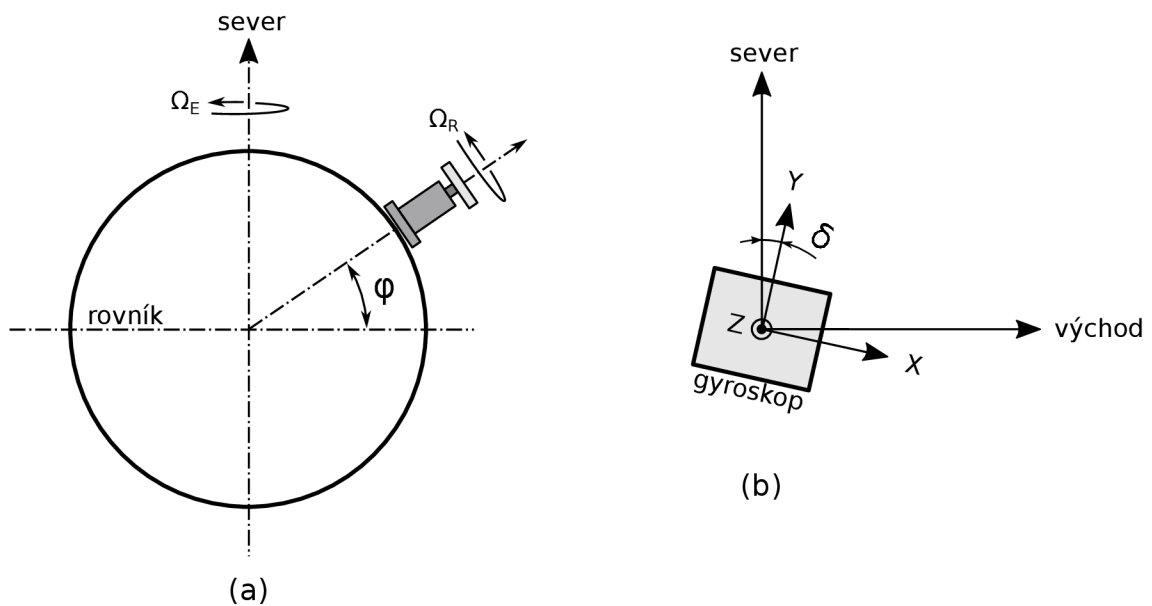 sever
Ω_E
Ω_R
φ
rovník
(a)
sever
Y
δ
Z
východ
X
gyroskop
(b)